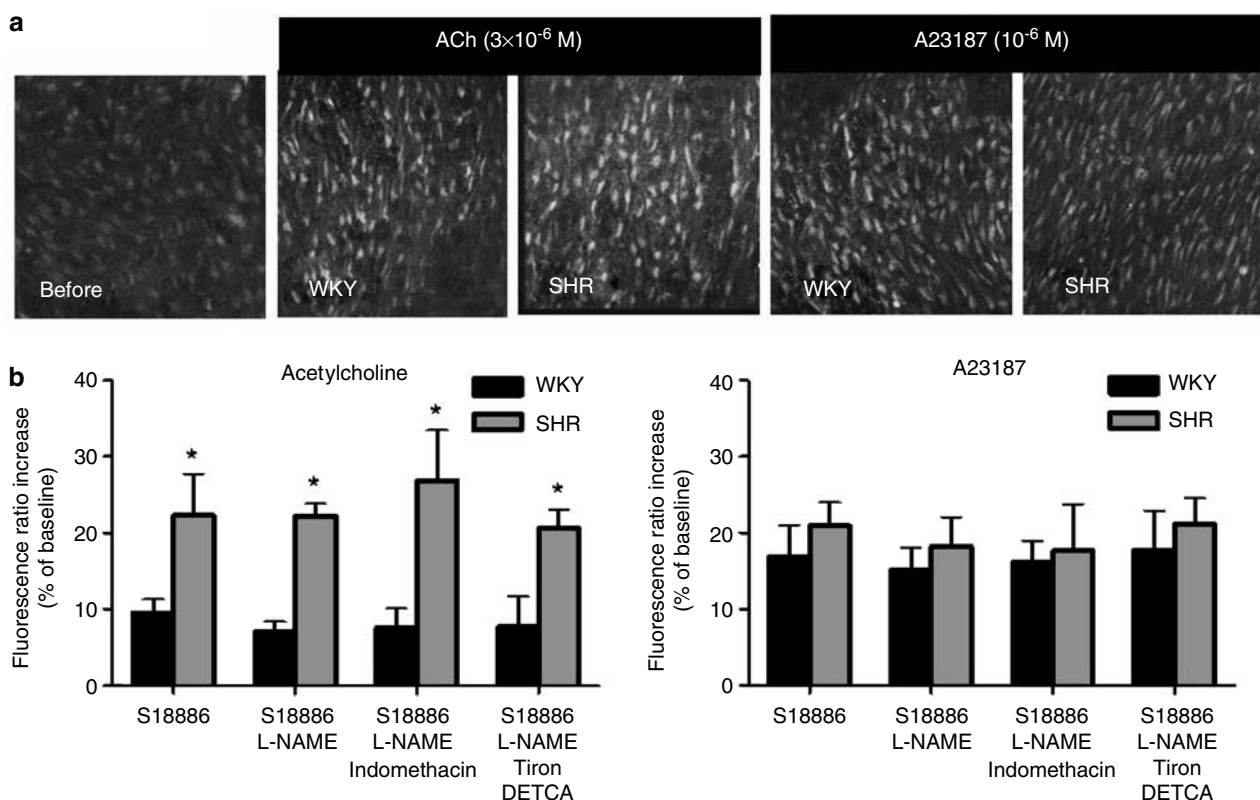 a
ACh (3×10⁻⁶ M)
A23187 (10⁻⁶ M)
Before
WKY
SHR
WKY
SHR
b
Acetylcholine
WKY
SHR
Fluorescence ratio increase
(% of baseline)
40
30
20
10
0
*
*
*
*
S18886
S18886
L-NAME
S18886
L-NAME
Indomethacin
S18886
L-NAME
Tiron
DETCA
A23187
WKY
SHR
Fluorescence ratio increase
(% of baseline)
40
30
20
10
0
S18886
S18886
L-NAME
S18886
L-NAME
Indomethacin
S18886
L-NAME
Tiron
DETCA